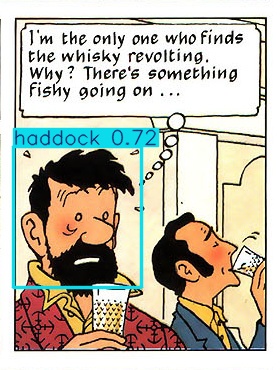 I'm the only one who finds
the whisky revolting.
Why? There's something
fishy going on ...
haddock 0.72